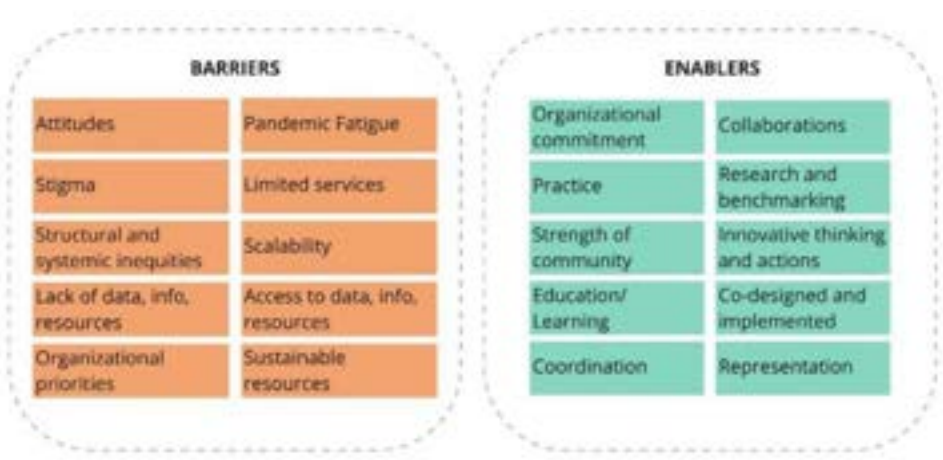 BARRIERS
Attitudes
Pandemic Fatigue
Stigma
Limited services
Structural and
systemic inequities
Scalability
Lack of data, info,
resources
Access to data, info,
resources
Organizational
priorities
Sustainable
resources
ENABLERS
Organizational
commitment
Collaborations
Practice
Research and
benchmarking
Strength of
community
Innovative thinking
and actions
Education/
Learning
Co-designed and
implemented
Coordination
Representation